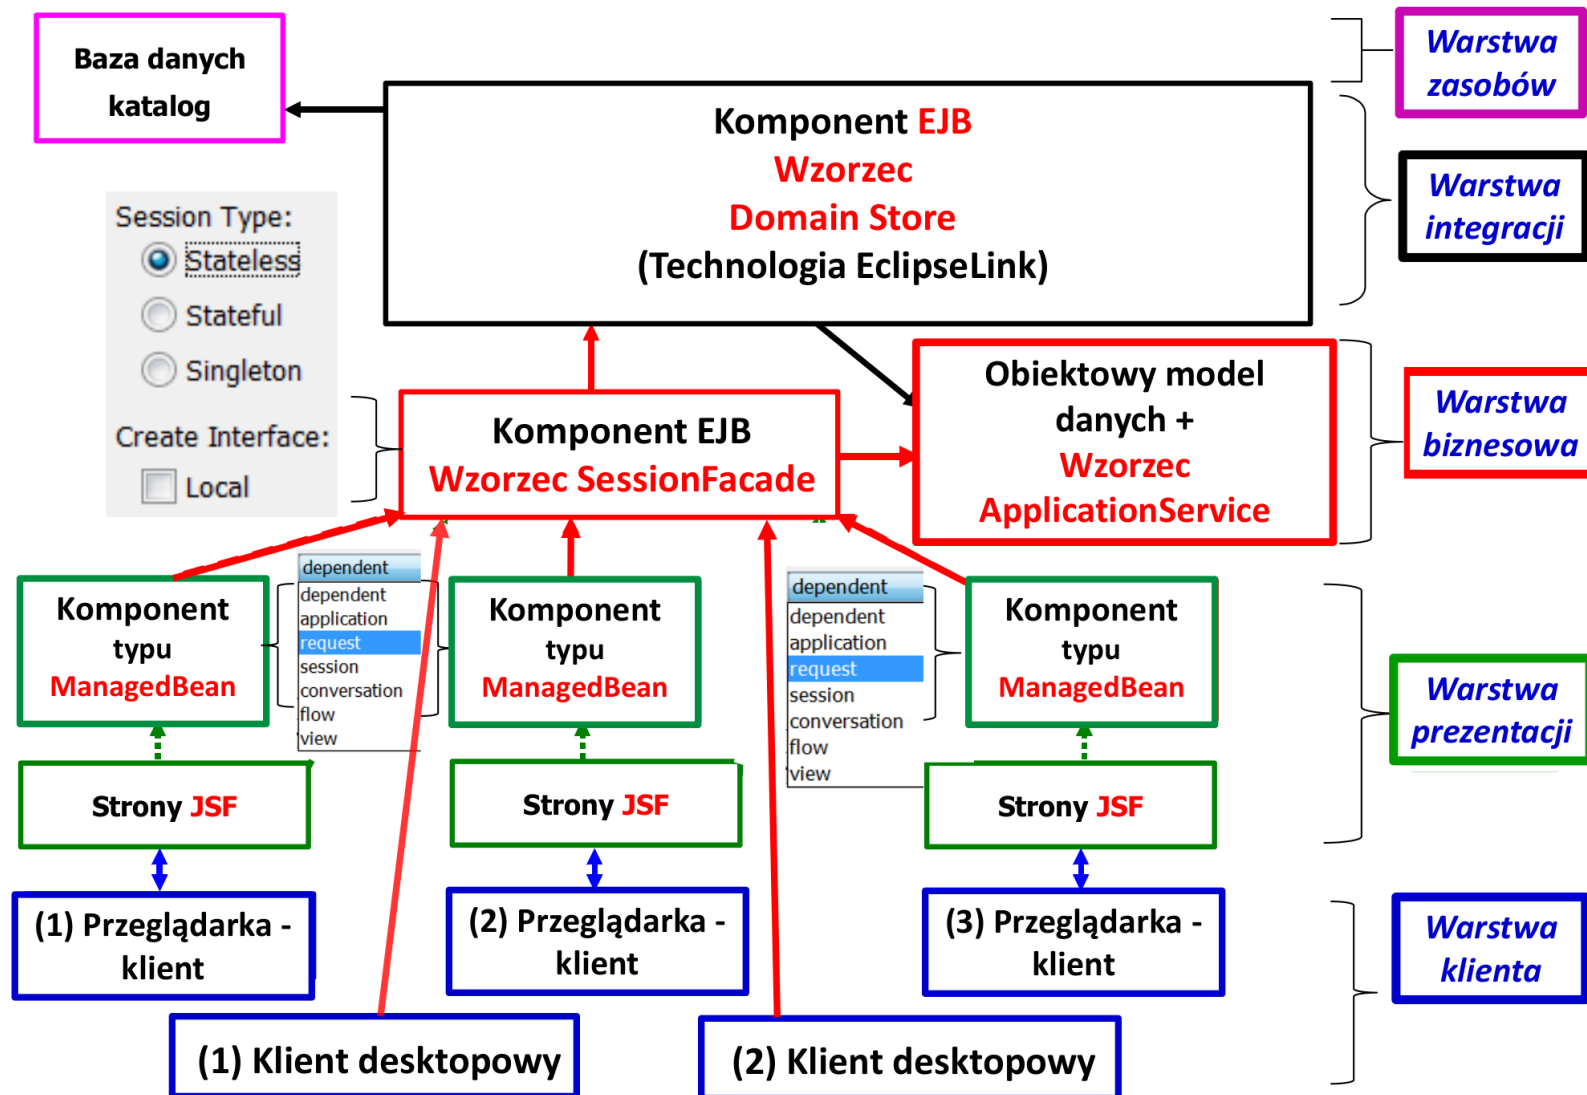 Baza danych
katalog
Warstwa
zasobów
Komponent EJB
Wzorzec
Domain Store
(Technologia EclipseLink)
Warstwa
integracji
Session Type:
Stateless
Stateful
Singleton
Create Interface:
Local
Komponent EJB
Wzorzec SessionFacade
Obiektowy model
danych +
Wzorzec
ApplicationService
Warstwa
biznesowa
Komponent
typu
ManagedBean
dependent
dependent
application
request
session
conversation
flow
view
Komponent
typu
ManagedBean
dependent
dependent
application
request
session
conversation
flow
view
Komponent
typu
ManagedBean
Warstwa
prezentacji
Strony JSF
Strony JSF
Strony JSF
(1) Przeglądarka -
klient
(2) Przeglądarka -
klient
(3) Przeglądarka -
klient
Warstwa
klienta
(1) Klient desktopowy
(2) Klient desktopowy